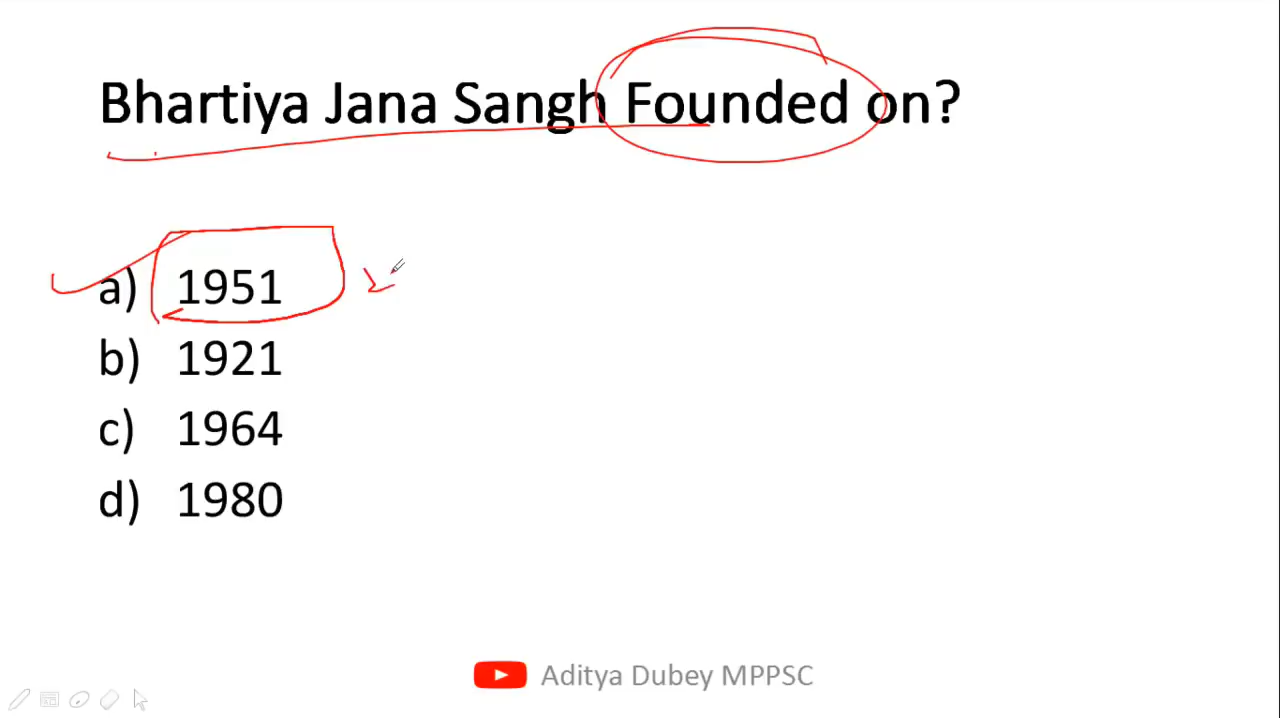 Bhartiya Jana Sangh Founded on?
a) 1951
b) 1921
c) 1964
d) 1980
Aditya Dubey MPPSC